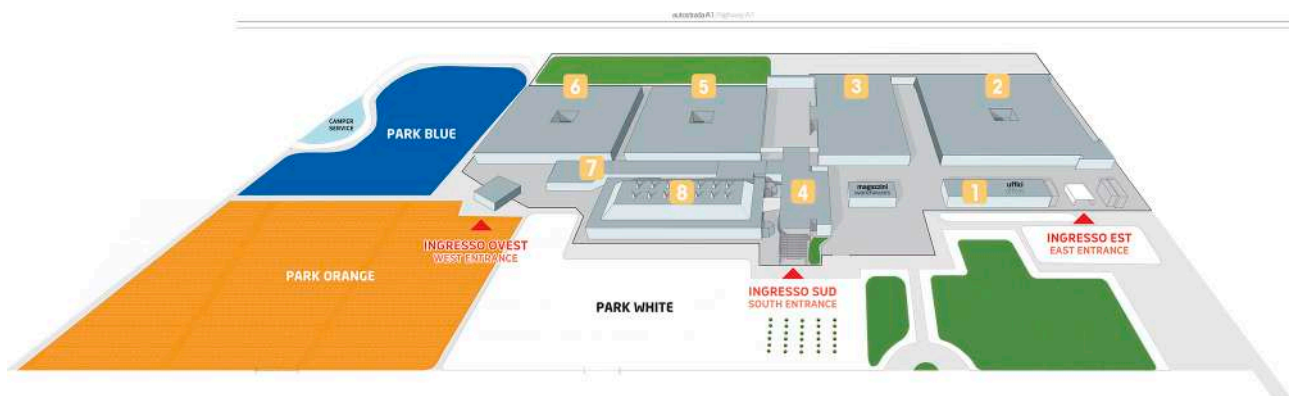 autostrada A1 / highway A1
6
5
3
2
CAMPER
SERVICE
PARK BLUE
7
8
4
magazzini
warehouses
1
uffici
INGRESSO OVEST
WEST ENTRANCE
INGRESSO EST
EAST ENTRANCE
PARK ORANGE
INGRESSO SUD
SOUTH ENTRANCE
PARK WHITE